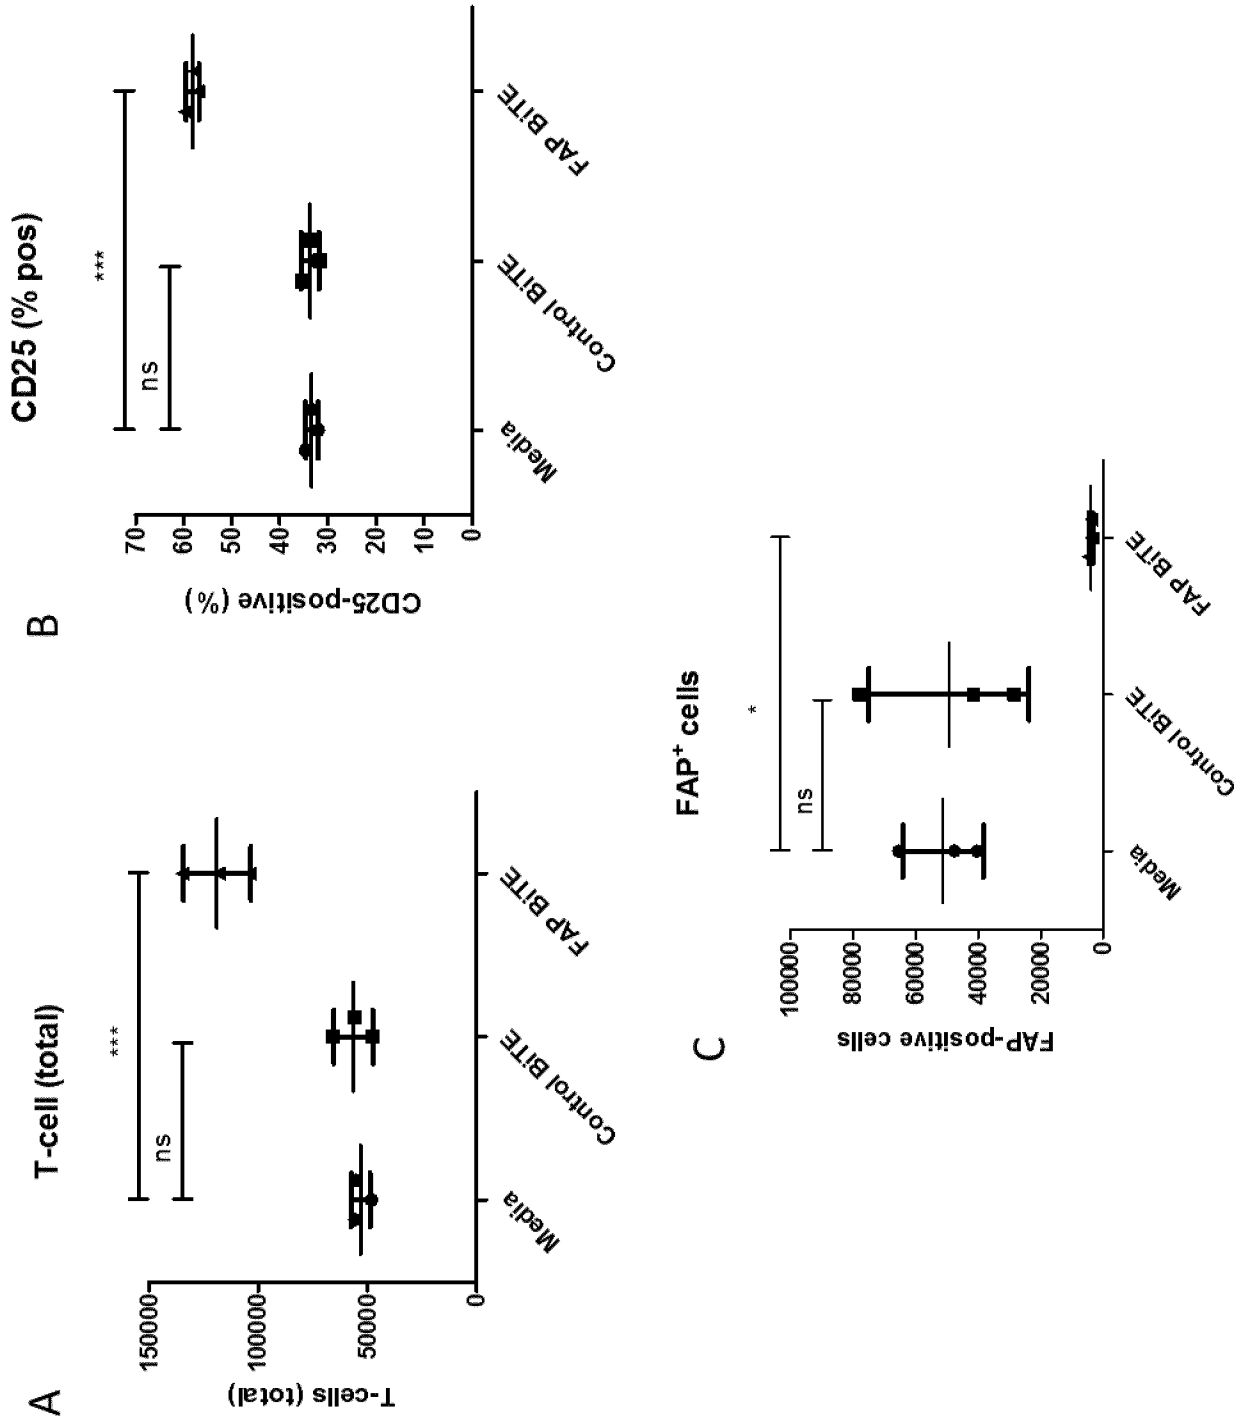 A
T-cell (total)
***
ns
150000
100000
50000
0
T-cells (total)
Media
Control BiTE
FAP BiTE
B
CD25 (% pos)
***
ns
70
60
50
40
30
20
10
0
CD25-positive (%)
Media
Control BiTE
FAP BiTE
C
FAP⁺ cells
*
ns
100000
80000
60000
40000
20000
0
FAP-positive cells
Media
Control BiTE
FAP BiTE